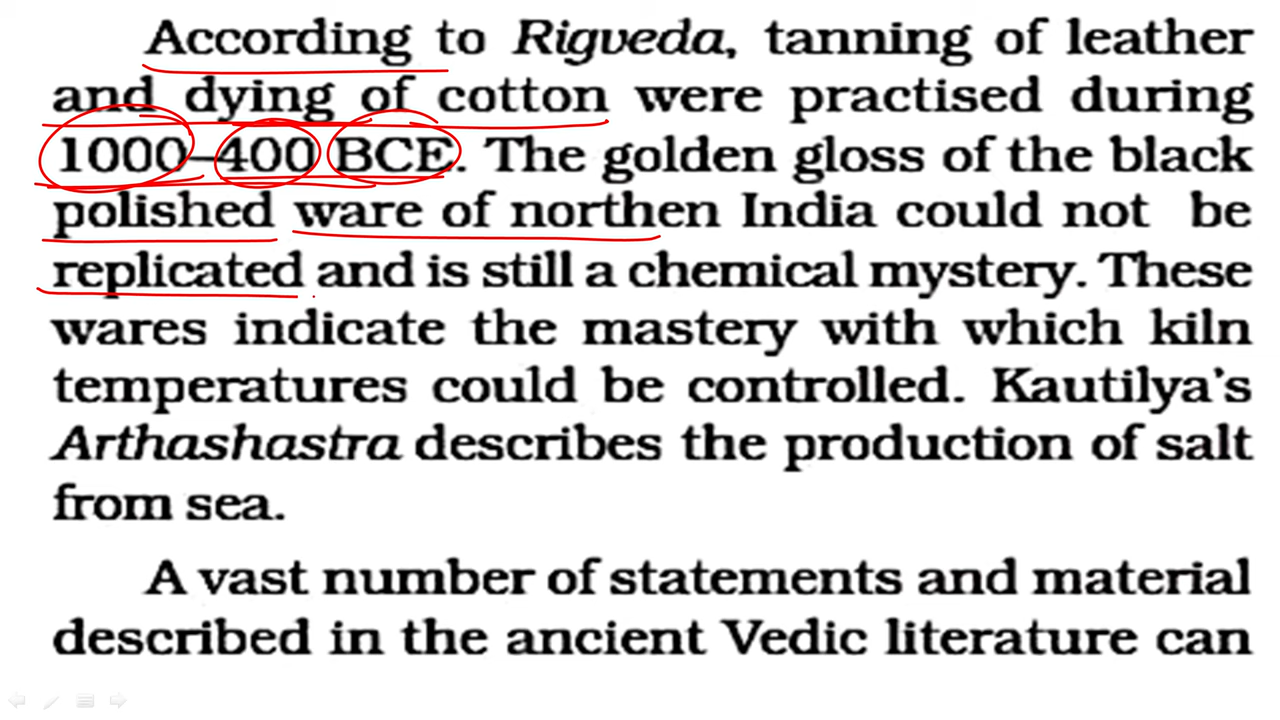 According to Rigveda, tanning of leather
and dying of cotton were practised during
1000–400 BCE. The golden gloss of the black
polished ware of northen India could not be
replicated and is still a chemical mystery. These
wares indicate the mastery with which kiln
temperatures could be controlled. Kautilya's
Arthashastra describes the production of salt
from sea.
A vast number of statements and material
described in the ancient Vedic literature can